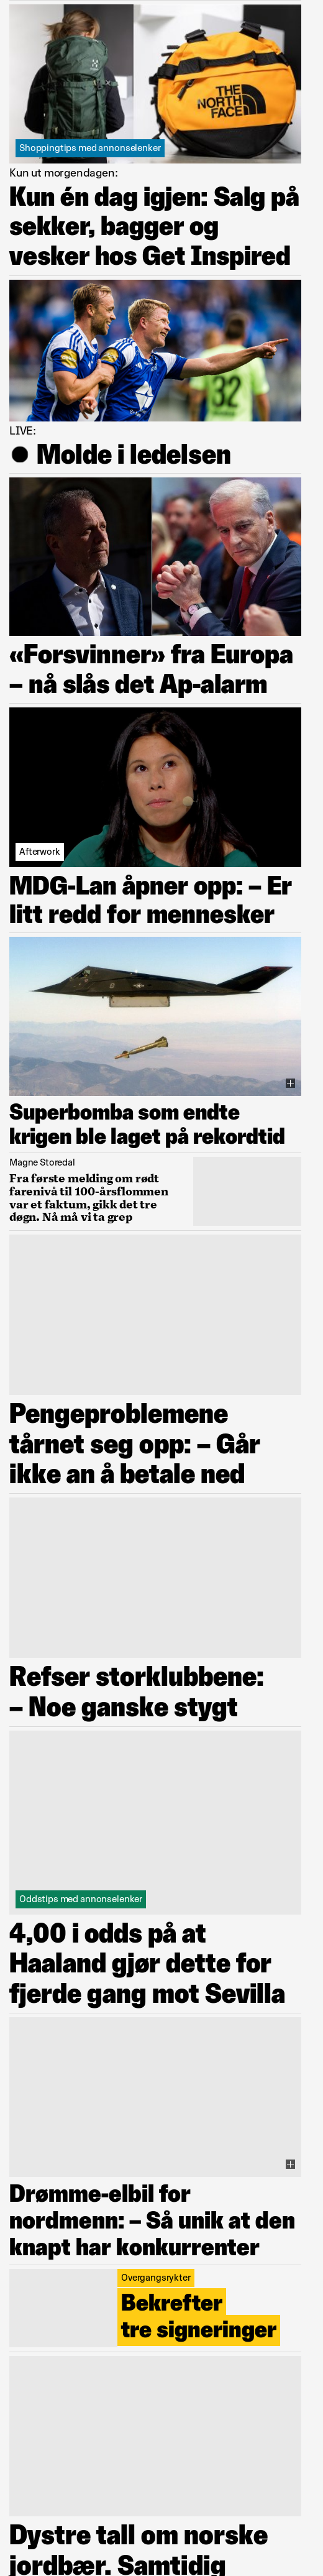 THE
NORTH
FACE
Shoppingtips med annonselenker
Kun ut morgendagen:
Kun én dag igjen: Salg på
sekker, bagger og
vesker hos Get Inspired
32
LIVE:
Molde i ledelsen
«Forsvinner» fra Europa
– nå slås det Ap-alarm
Afterwork
MDG-Lan åpner opp: – Er
litt redd for mennesker
Superbomba som endte
krigen ble laget på rekordtid
Magne Storedal
Fra første melding om rødt
farenivå til 100-årsflommen
var et faktum, gikk det tre
døgn. Nå må vi ta grep
Pengeproblemene
tårnet seg opp: – Går
ikke an å betale ned
Refser storklubbene:
– Noe ganske stygt
Oddstips med annonselenker
4,00 i odds på at
Haaland gjør dette for
fjerde gang mot Sevilla
Drømme-elbil for
nordmenn: – Så unik at den
knapt har konkurrenter
Overgangsrykter
Bekrefter
tre signeringer
Dystre tall om norske
jordbær. Samtidig